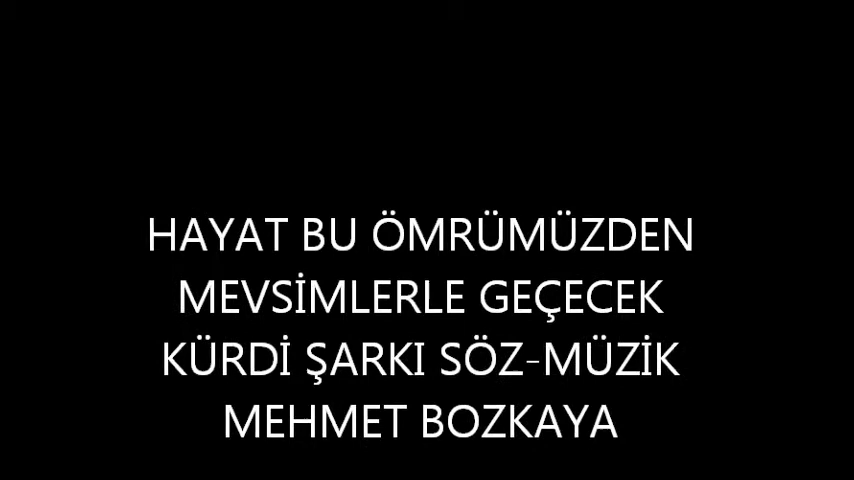 HAYAT BU ÖMRÜMÜZDEN
MEVSİMLERLE GEÇECEK
KÜRDİ ŞARKI SÖZ-MÜZİK
MEHMET BOZKAYA